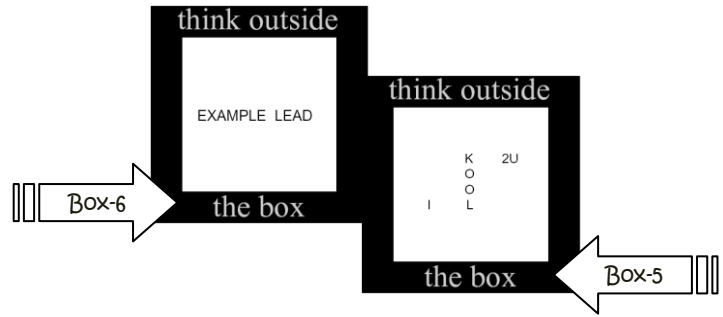 think outside
EXAMPLE LEAD
the box
Box-6
think outside
K 2U
O
O
I L
the box
Box-5